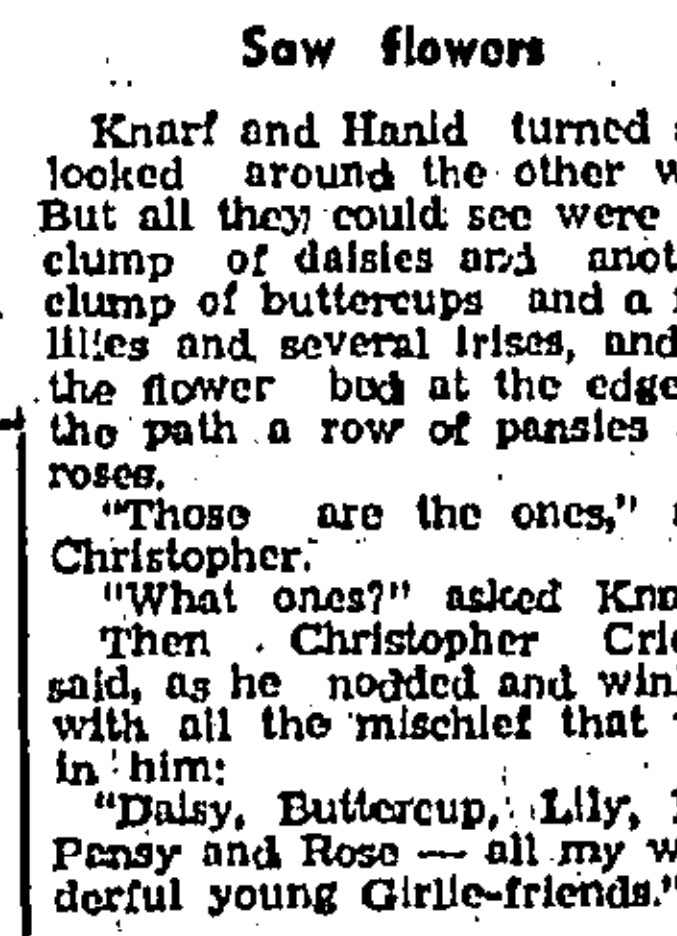 Saw flowers
Knarf and Hanid turned
looked around the other
But all they could see were
clump of daisies and
clump of buttercups and a
lilies and several irises, and
the flower bed at the edge
the path a row of pansies
roses.
"Those are the ones,"
Christopher.
"What ones?" asked
Then Christopher
said, as he nodded and
with all the mischief that
in him:
"Daisy, Buttercup, Lily,
Pansy and Rose — all my
derful young Girlie-friends."